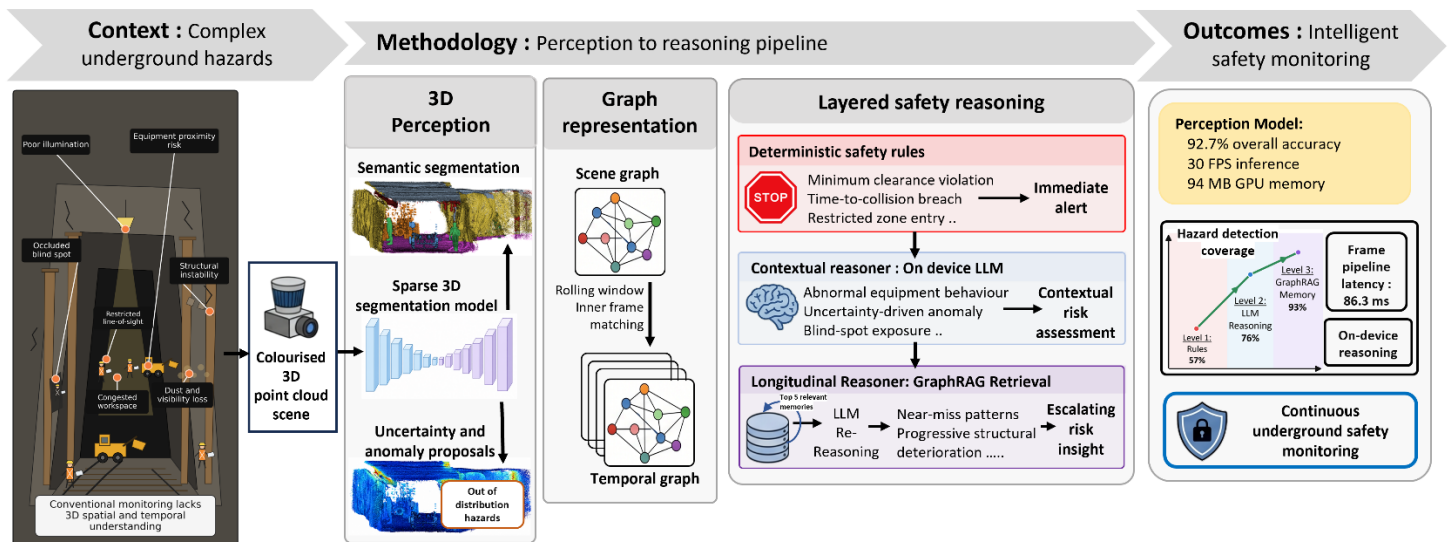 Context : Complex
underground hazards
Methodology : Perception to reasoning pipeline
Outcomes : Intelligent
safety monitoring
Poor illumination
Equipment proximity
risk
Occluded
blind spot
Structural
instability
Restricted
line-of-sight
Congested
workspace
Dust and
visibility loss
Conventional monitoring lacks
3D spatial and temporal
understanding
Colourised
3D
point cloud
scene
3D
Perception
Semantic segmentation
Sparse 3D
segmentation model
Uncertainty and
anomaly proposals
Out of
distribution
hazards
Graph
representation
Scene graph
Rolling window
Inner frame
matching
Temporal graph
Layered safety reasoning
Deterministic safety rules
STOP
Minimum clearance violation
Time-to-collision breach
Restricted zone entry ..
Immediate
alert
Contextual reasoner : On device LLM
Abnormal equipment behaviour
Uncertainty-driven anomaly
Blind-spot exposure ..
Contextual
risk
assessment
Longitudinal Reasoner: GraphRAG Retrieval
Top 5 relevant
memories
LLM
Re-
Reasoning
Near-miss patterns
Progressive structural
deterioration .....
Escalating
risk
insight
Perception Model:
92.7% overall accuracy
30 FPS inference
94 MB GPU memory
Hazard detection
coverage
Level 1:
Rules
57%
Level 2:
LLM
Reasoning
76%
Level 3:
GraphRAG
Memory
93%
Frame
pipeline
latency :
86.3 ms
On-device
reasoning
Continuous
underground safety
monitoring